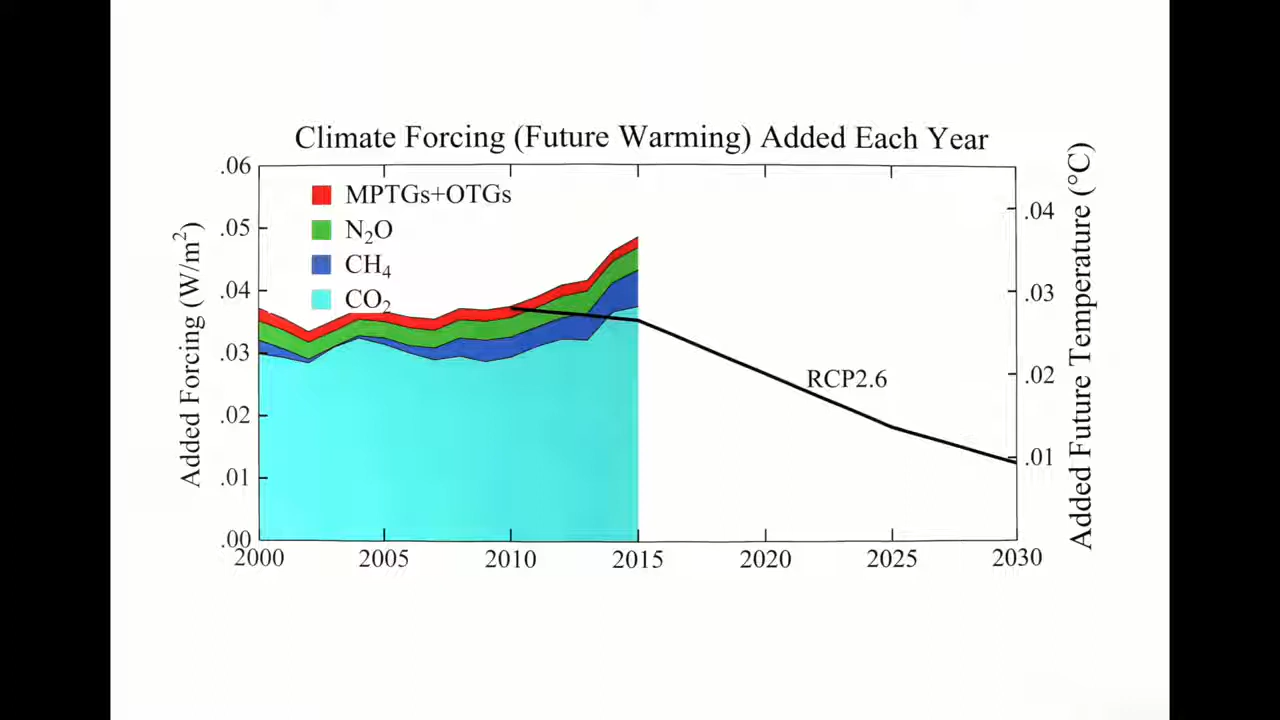 Climate Forcing (Future Warming) Added Each Year
Added Forcing (W/m²)
.06
.05
.04
.03
.02
.01
.00
MPTGs+OTGs
N₂O
CH₄
CO₂
RCP2.6
.04
.03
.02
.01
Added Future Temperature (°C)
2000 2005 2010 2015 2020 2025 2030